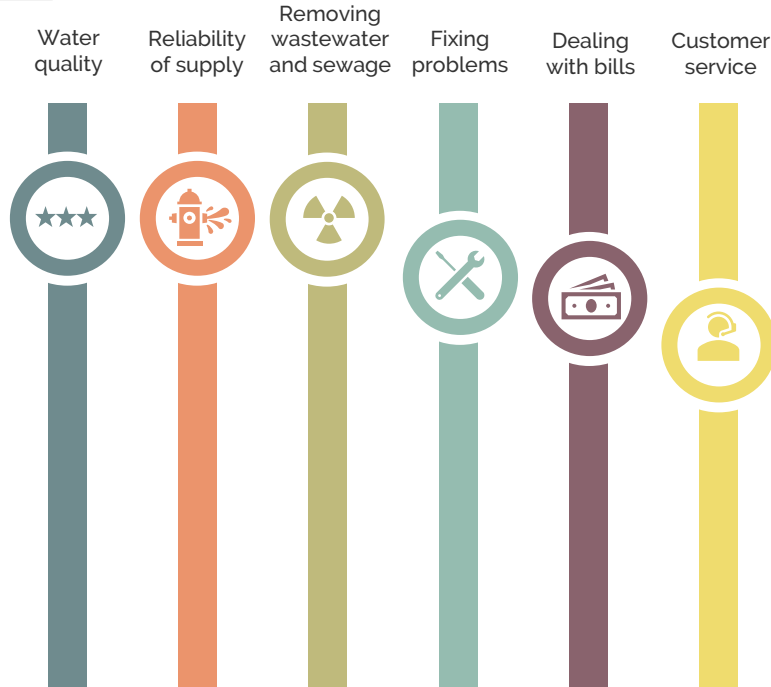 Water
quality
Reliability
of supply
Removing
wastewater
and sewage
Fixing
problems
Dealing
with bills
Customer
service